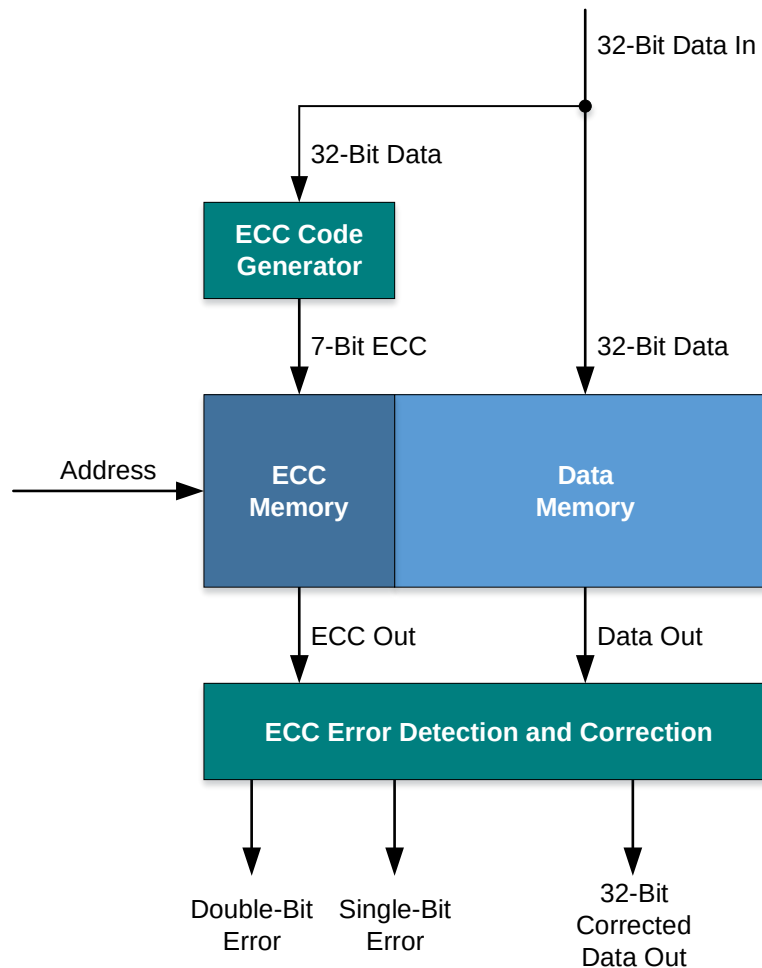 32-Bit Data In
32-Bit Data
ECC Code
Generator
7-Bit ECC
32-Bit Data
Address
ECC
Memory
Data
Memory
ECC Out
Data Out
ECC Error Detection and Correction
Double-Bit
Error
Single-Bit
Error
32-Bit
Corrected
Data Out